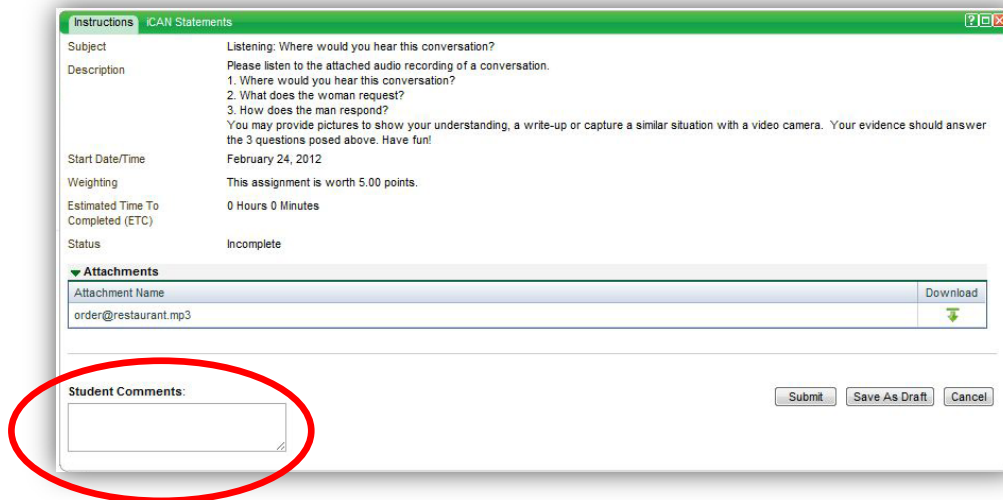 Instructions iCAN Statements
Subject Listening: Where would you hear this conversation?
Description Please listen to the attached audio recording of a conversation.
1. Where would you hear this conversation?
2. What does the woman request?
3. How does the man respond?
You may provide pictures to show your understanding, a write-up or capture a similar situation with a video camera. Your evidence should answer
the 3 questions posed above. Have fun!
Start Date/Time February 24, 2012
Weighting This assignment is worth 5.00 points.
Estimated Time To 0 Hours 0 Minutes
Completed (ETC)
Status Incomplete
Attachments
Attachment Name Download
order@restaurant.mp3
Student Comments:
Submit Save As Draft Cancel